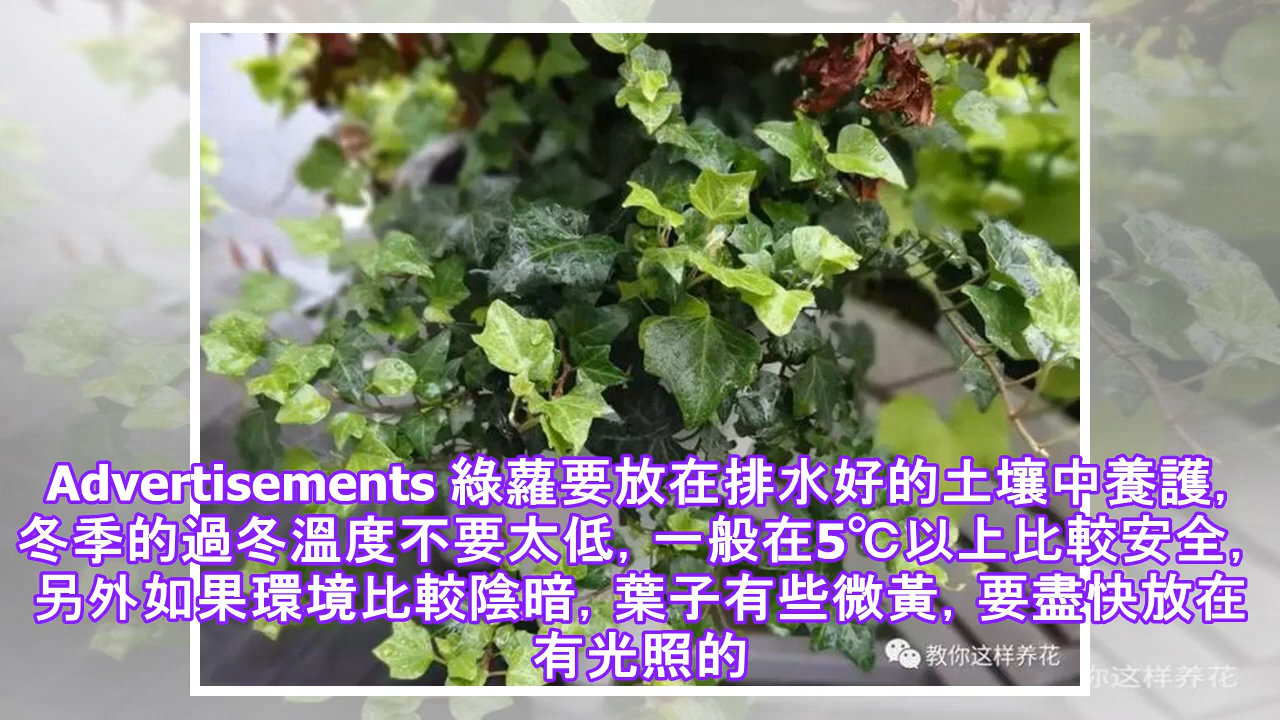 Advertisements 綠蘿要放在排水好的土壤中養護,
冬季的過冬溫度不要太低, 一般在5℃以上比較安全,
另外如果環境比較陰暗, 葉子有些微黃, 要盡快放在
有光照的
教你这样养花
你这样养花